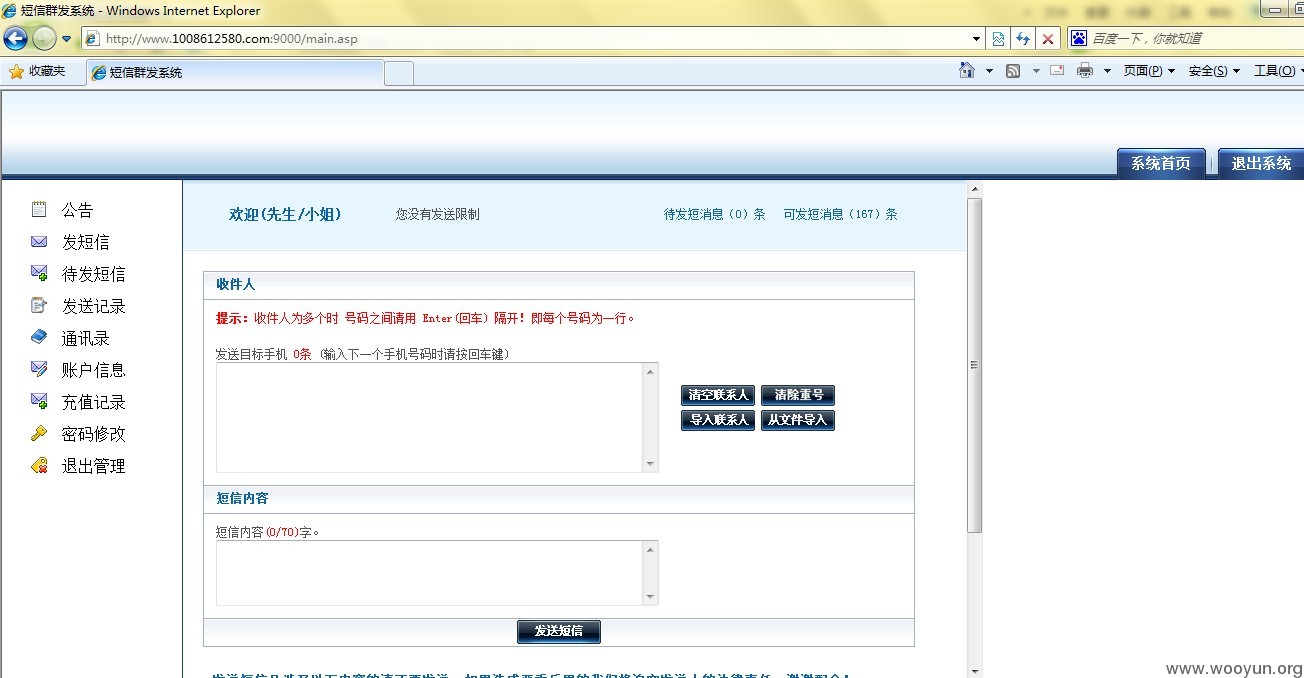 短信群发系统 - Windows Internet Explorer
http://www.1008612580.com:9000/main.asp
百度一下，你就知道
收藏夹
短信群发系统
页面(P)
安全(S)
工具(O)
系统首页
退出系统
公告
发短信
待发短信
发送记录
通讯录
账户信息
充值记录
密码修改
退出管理
欢迎(先生/小姐)
您没有发送限制
待发短消息（0）条
可发短消息（167）条
收件人
提示：收件人为多个时 号码之间请用 Enter(回车）隔开！即每个号码为一行。
发送目标手机 0条 (输入下一个手机号码时请按回车键)
清空联系人
清除重号
导入联系人
从文件导入
短信内容
短信内容(0/70)字。
发送短信
www.wooyun.org